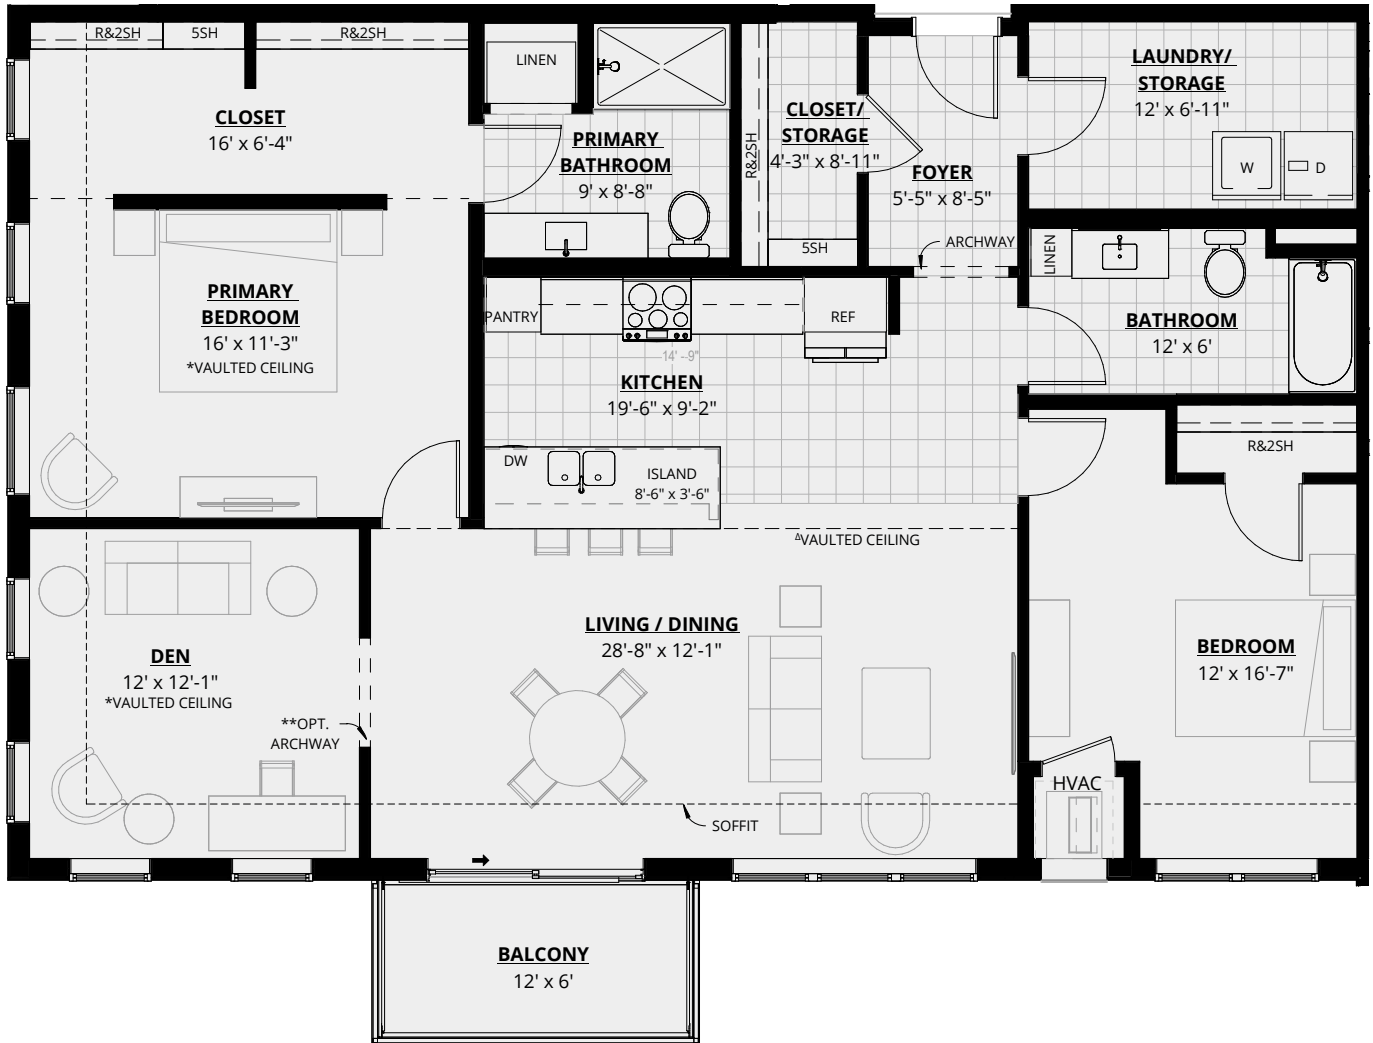 R&2SH
5SH
R&2SH
CLOSET
16' x 6'-4"
LINEN
PRIMARY
BATHROOM
9' x 8'-8"
R&2SH
CLOSET/
STORAGE
4'-3" x 8'-11"
5SH
FOYER
5'-5" x 8'-5"
ARCHWAY
LAUNDRY/
STORAGE
12' x 6'-11"
W
D
LINEN
BATHROOM
12' x 6'
PRIMARY
BEDROOM
16' x 11'-3"
*VAULTED CEILING
PANTRY
REF
14' -9"
KITCHEN
19'-6" x 9'-2"
DW
ISLAND
8'-6" x 3'-6"
R&2SH
ΔVAULTED CEILING
LIVING / DINING
28'-8" x 12'-1"
DEN
12' x 12'-1"
*VAULTED CEILING
**OPT.
ARCHWAY
BEDROOM
12' x 16'-7"
HVAC
SOFFIT
BALCONY
12' x 6'